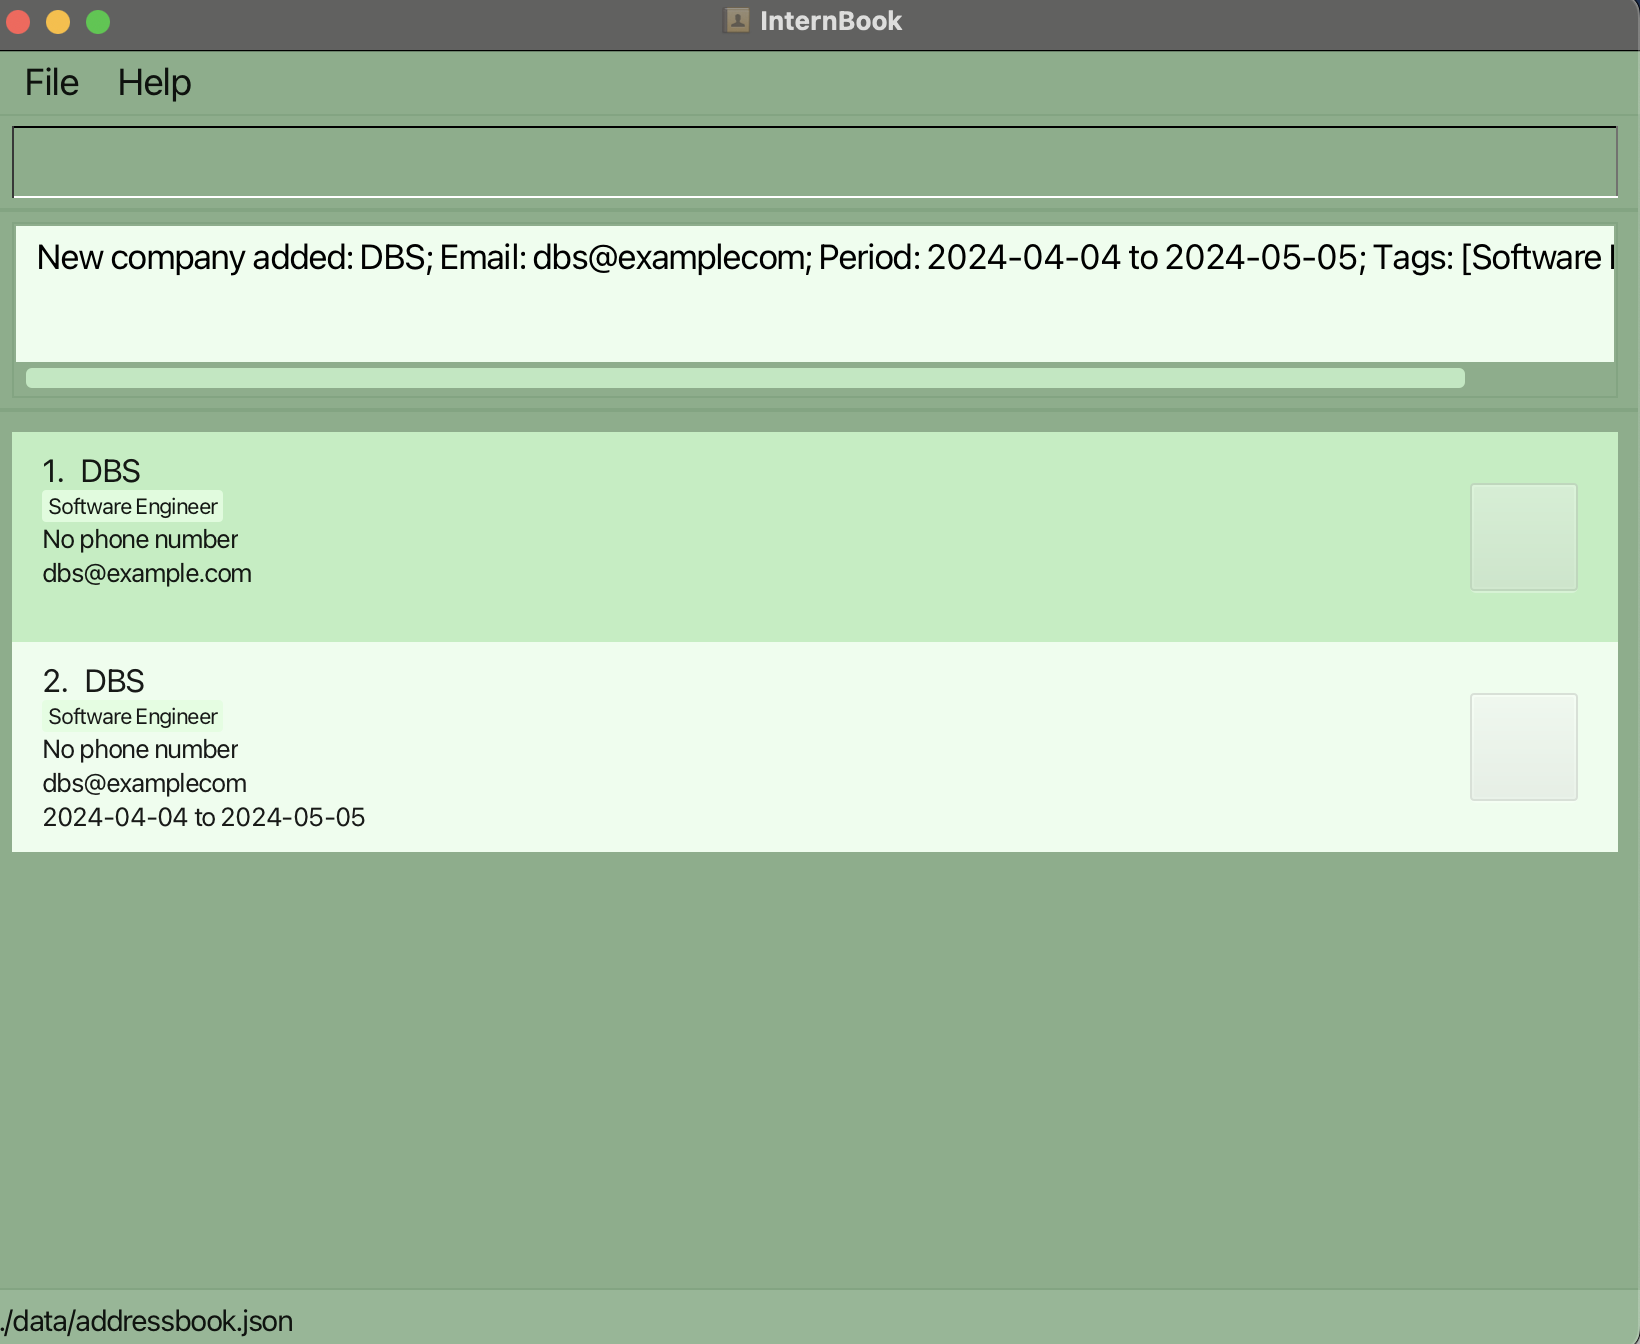 InternBook
File Help
New company added: DBS; Email: dbs@examplecom; Period: 2024-04-04 to 2024-05-05; Tags: [Software
1. DBS
Software Engineer
No phone number
dbs@example.com
2. DBS
Software Engineer
No phone number
dbs@examplecom
2024-04-04 to 2024-05-05
./data/addressbook.json